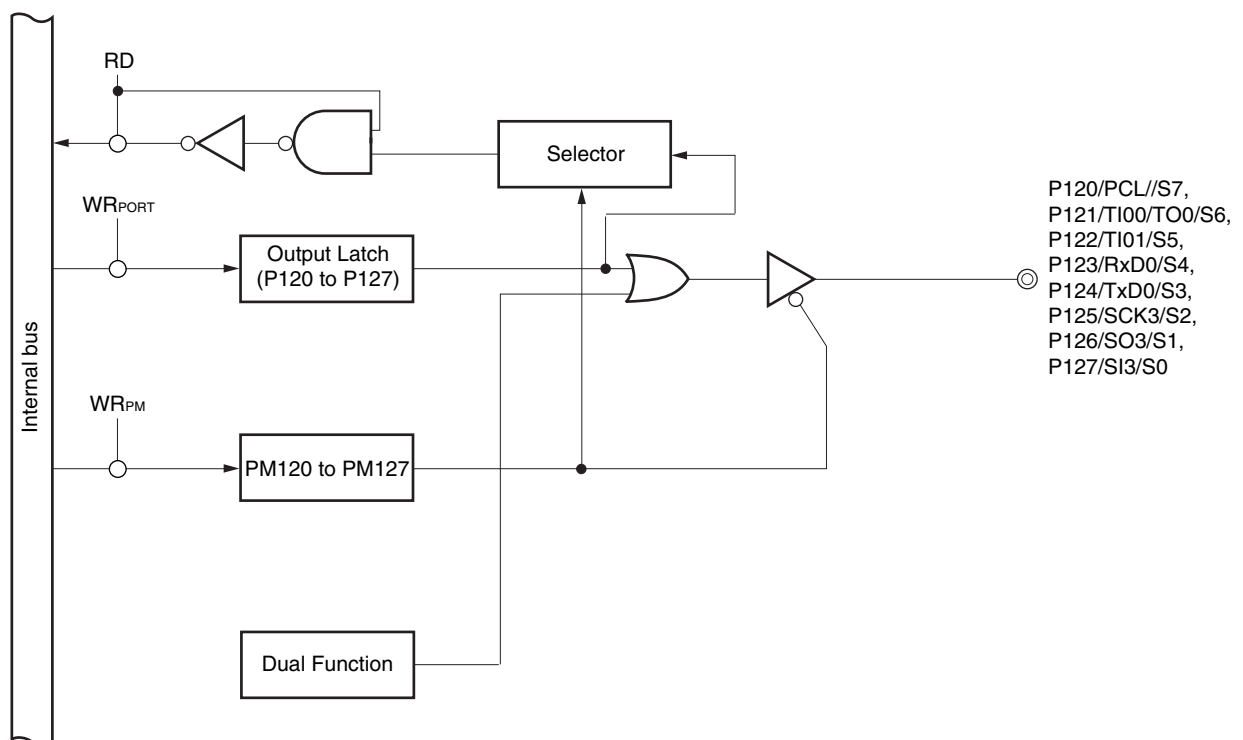 RD
Selector
WRPORT
Output Latch
(P120 to P127)
P120/PCL//S7,
P121/TI00/TO0/S6,
P122/TI01/S5,
P123/RxD0/S4,
P124/TxD0/S3,
P125/SCK3/S2,
P126/SO3/S1,
P127/SI3/S0
Internal bus
WRPM
PM120 to PM127
Dual Function